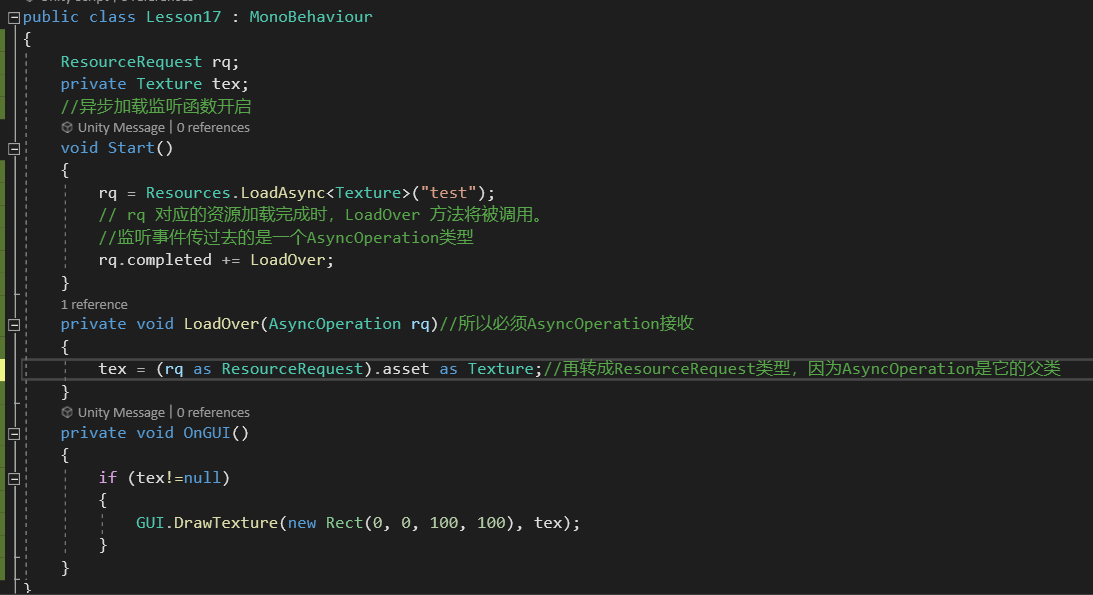 public class Lesson17 : MonoBehaviour
{
ResourceRequest rq;
private Texture tex;
//异步加载监听函数开启
Unity Message | 0 references
void Start()
{
rq = Resources.LoadAsync<Texture>("test");
// rq 对应的资源加载完成时，LoadOver 方法将被调用。
//监听事件传过去的是一个AsyncOperation类型
rq.completed += LoadOver;
}
1 reference
private void LoadOver(AsyncOperation rq)//所以必须AsyncOperation接收
{
tex = (rq as ResourceRequest).asset as Texture;//再转成ResourceRequest类型，因为AsyncOperation是它的父类
}
Unity Message | 0 references
private void OnGUI()
{
if (tex!=null)
{
GUI.DrawTexture(new Rect(0, 0, 100, 100), tex);
}
}
}